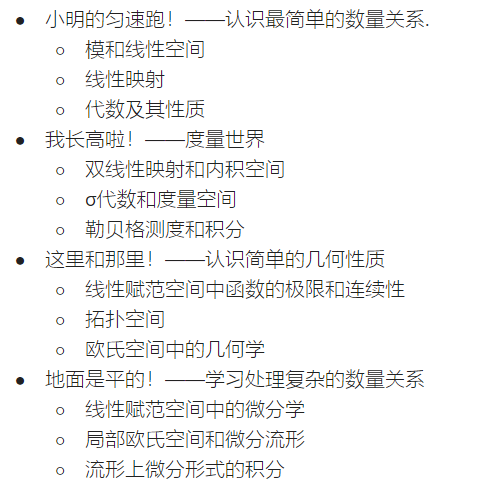 小明的匀速跑！——认识最简单的数量关系.
模和线性空间
线性映射
代数及其性质
我长高啦！——度量世界
双线性映射和内积空间
σ代数和度量空间
勒贝格测度和积分
这里和那里！——认识简单的几何性质
线性赋范空间中函数的极限和连续性
拓扑空间
欧氏空间中的几何学
地面是平的！——学习处理复杂的数量关系
线性赋范空间中的微分学
局部欧氏空间和微分流形
流形上微分形式的积分